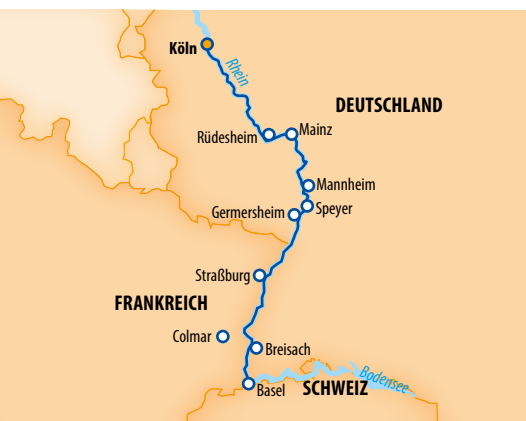 Köln
Rhein
DEUTSCHLAND
Rüdesheim
Mainz
Mannheim
Germersheim
Speyer
Straßburg
FRANKREICH
Colmar
Breisach
Bodensee
Basel
SCHWEIZ